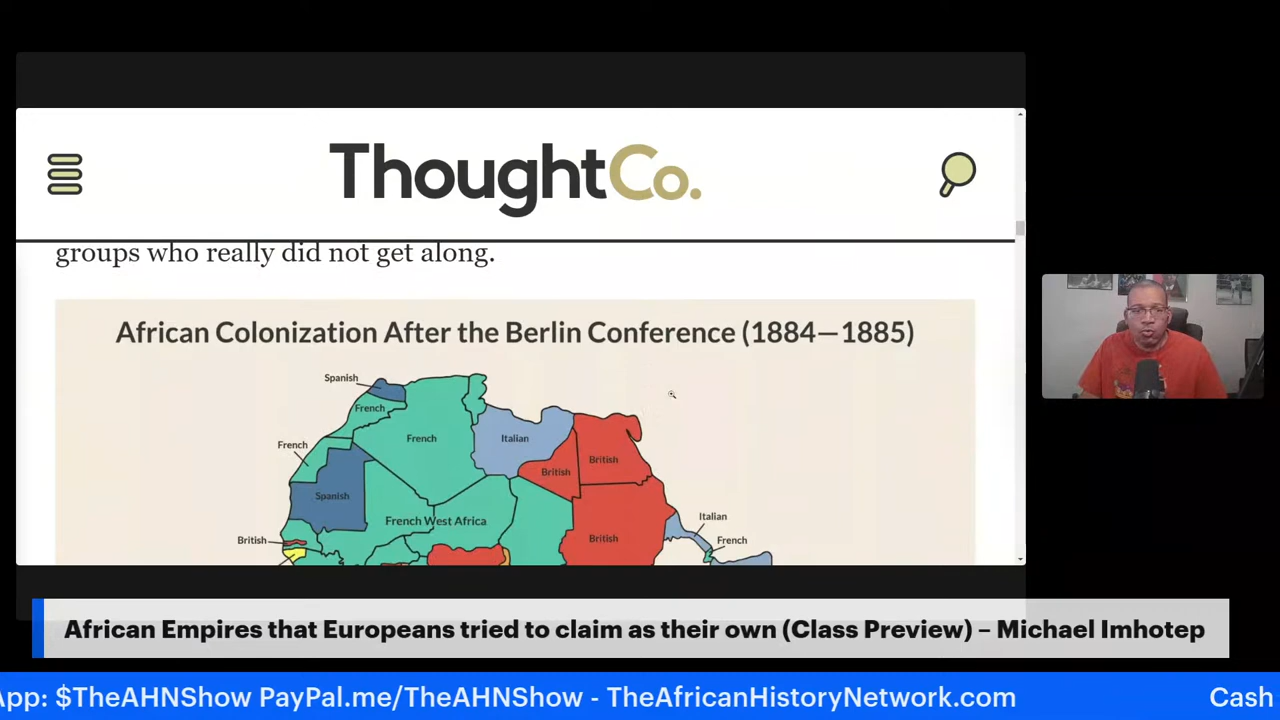 ThoughtCo.
groups who really did not get along.
African Colonization After the Berlin Conference (1884—1885)
Spanish
French
French
French
Italian
British
British
Spanish
French West Africa
British
British
Italian
French
African Empires that Europeans tried to claim as their own (Class Preview) – Michael Imhotep
App: $TheAHNShow PayPal.me/TheAHNShow - TheAfricanHistoryNetwork.com
Cash